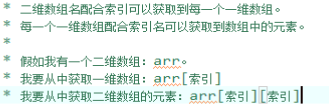 * 二维数组名配合索引可以获取到每一个一维数组。
* 每一个一维数组配合索引名可以获取到数组中的元素。
*
* 假如我有一个二维数组：arr。
* 我要从中获取一维数组：arr[索引]
* 我要从中获取二维数组的元素：arr[索引][索引]